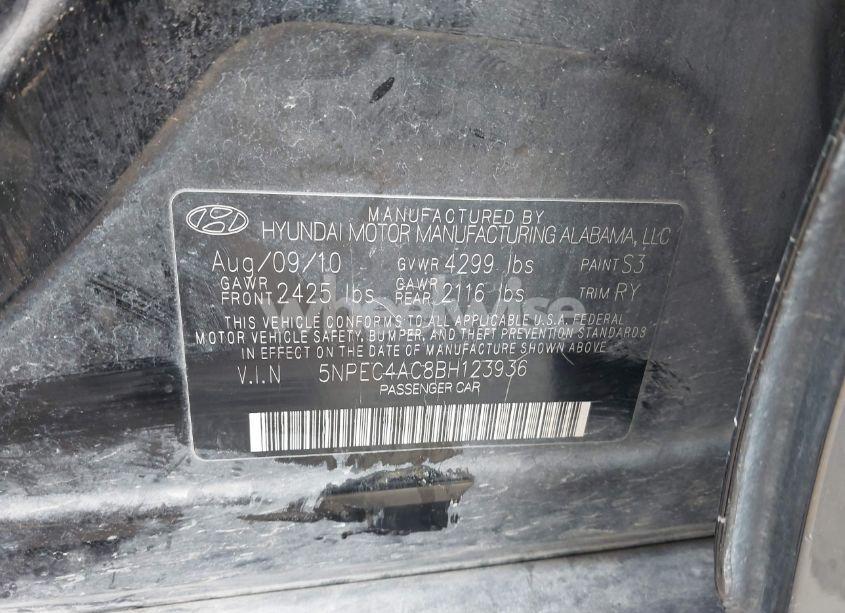 MANUFACTURED BY
HYUNDAI MOTOR MANUFACTURING ALABAMA, LLC
Aug/09/10 GVWR 4299 lbs PAINT S3
GAWR FRONT 2425 lbs GAWR REAR 2116 lbs TRIM RY
THIS VEHICLE CONFORMS TO ALL APPLICABLE U.S.A. FEDERAL
MOTOR VEHICLE SAFETY, BUMPER, AND THEFT PREVENTION STANDARDS
IN EFFECT ON THE DATE OF MANUFACTURE SHOWN ABOVE
V.I.N 5NPEC4AC8BH123936
PASSENGER CAR
Wheelwise